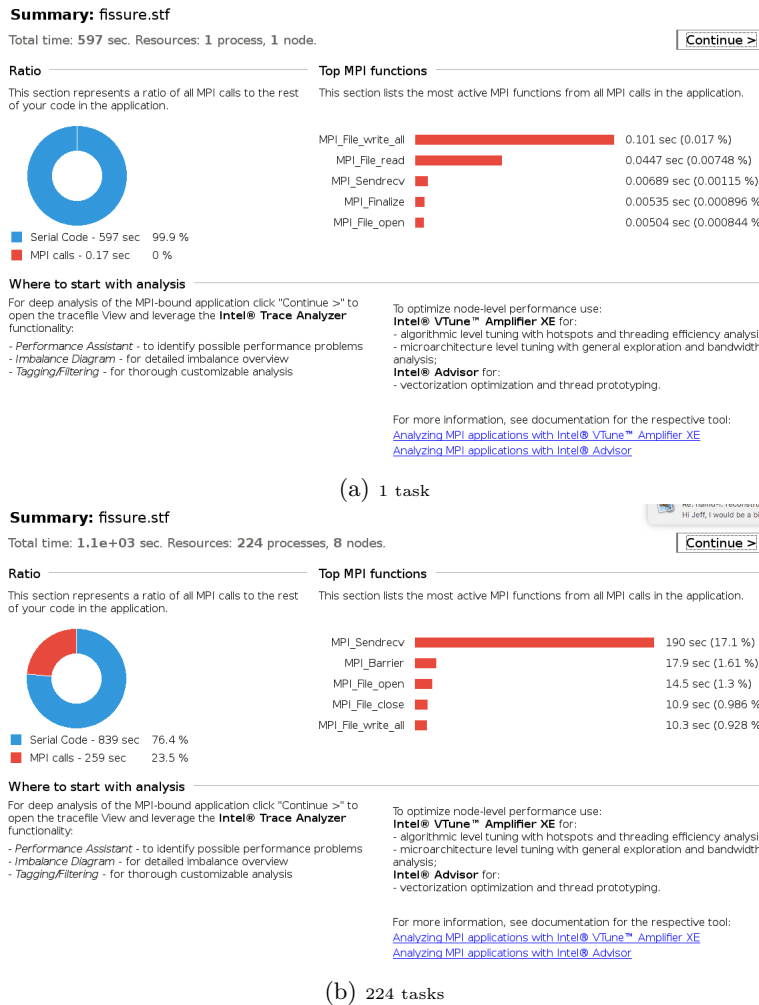 Summary: fissure.stf
Total time: 597 sec. Resources: 1 process, 1 node.
Continue >
Ratio
This section represents a ratio of all MPI calls to the rest
of your code in the application.
Serial Code - 597 sec 99.9 %
MPI calls - 0.17 sec 0 %
Top MPI functions
This section lists the most active MPI functions from all MPI calls in the application.
MPI_File_write_all 0.101 sec (0.017 %)
MPI_File_read 0.0447 sec (0.00748 %)
MPI_Sendrecv 0.00689 sec (0.00115 %)
MPI_Finalize 0.00535 sec (0.000896 %
MPI_File_open 0.00504 sec (0.000844 %
Where to start with analysis
For deep analysis of the MPI-bound application click "Continue >" to
open the tracefile View and leverage the Intel® Trace Analyzer
functionality:
- Performance Assistant - to identify possible performance problems
- Imbalance Diagram - for detailed imbalance overview
- Tagging/Filtering - for thorough customizable analysis
To optimize node-level performance use:
Intel® VTune™ Amplifier XE for:
- algorithmic level tuning with hotspots and threading efficiency analysi
- microarchitecture level tuning with general exploration and bandwidth
analysis;
Intel® Advisor for:
- vectorization optimization and thread prototyping.
For more information, see documentation for the respective tool:
Analyzing MPI applications with Intel® VTune™ Amplifier XE
Analyzing MPI applications with Intel® Advisor
(a) 1 task
Summary: fissure.stf
Hi Jeff, I would be a bi
Total time: 1.1e+03 sec. Resources: 224 processes, 8 nodes.
Continue >
Ratio
This section represents a ratio of all MPI calls to the rest
of your code in the application.
Serial Code - 839 sec 76.4 %
MPI calls - 259 sec 23.5 %
Top MPI functions
This section lists the most active MPI functions from all MPI calls in the application.
MPI_Sendrecv 190 sec (17.1 %)
MPI_Barrier 17.9 sec (1.61 %)
MPI_File_open 14.5 sec (1.3 %)
MPI_File_close 10.9 sec (0.986 %
MPI_File_write_all 10.3 sec (0.928 %
Where to start with analysis
For deep analysis of the MPI-bound application click "Continue >" to
open the tracefile View and leverage the Intel® Trace Analyzer
functionality:
- Performance Assistant - to identify possible performance problems
- Imbalance Diagram - for detailed imbalance overview
- Tagging/Filtering - for thorough customizable analysis
To optimize node-level performance use:
Intel® VTune™ Amplifier XE for:
- algorithmic level tuning with hotspots and threading efficiency analysi
- microarchitecture level tuning with general exploration and bandwidth
analysis;
Intel® Advisor for:
- vectorization optimization and thread prototyping.
For more information, see documentation for the respective tool:
Analyzing MPI applications with Intel® VTune™ Amplifier XE
Analyzing MPI applications with Intel® Advisor
(b) 224 tasks